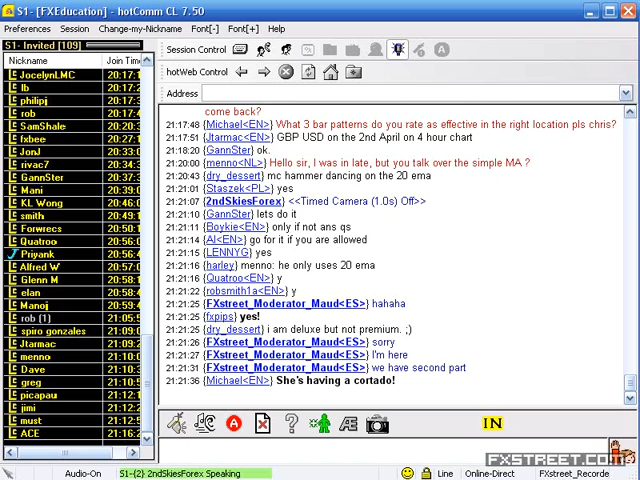 S1- [FXEducation] - hotComm CL 7.50
Preferences Session Change-my-Nickname Font[-] Font[+] Help
S1- Invited [109]
Nickname Join Time
JocelynLMC 20:17:1
lb 20:17:1
philipj 20:17:1
rob 20:17:1
SamShale 20:20:3
fxbee 20:21:1
JonJ 20:23:1
rivac7 20:34:3
GannSter 20:37:0
Mani 20:39:0
KL Wong 20:46:0
smith 20:49:1
Forwrecs 20:50:1
Quatroo 20:56:4
Priyank 20:56:4
Alfred W 20:57:0
Glenn M 20:58:1
elan 20:58:4
Manoj 20:59:4
rob (1) 21:05:5
spiro gonzales 21:07:5
Jtarmac 21:09:1
menno 21:10:0
Dave 21:10:3
greg 21:10:3
picapau 21:12:1
jimi 21:12:3
must 21:12:3
ACE 21:16:2
Session Control
hotWeb Control
Address
come back?
21:17:48 {Michael<EN>} What 3 bar patterns do you rate as effective in the right location pls chris?
21:17:51 {Jtarmac<EN>} GBP USD on the 2nd April on 4 hour chart
21:18:20 {GannSter} ok.
21:20:00 {menno<NL>} Hello sir, I was in late, but you talk over the simple MA ?
21:20:13 {dry_dessert} mc hammer dancing on the 20 ema
21:21:01 {Staszek<PL>} yes
21:21:07 {2ndSkiesForex} <<Timed Camera (1.0s) Off>>
21:21:10 {GannSter} lets do it
21:21:11 {Boykie<EN>} only if not ans qs
21:21:14 {Al<EN>} go for it if you are allowed
21:21:15 {LENNYG} yes
21:21:16 {harley} menno: he only uses 20 ema
21:21:16 {Quatroo<EN>} y
21:21:20 {robsmith1a<EN>} y
21:21:25 {FXstreet_Moderator_Maud<ES>} hahaha
21:21:25 {fxpips} yes!
21:21:25 {dry_dessert} i am deluxe but not premium. ;)
21:21:26 {FXstreet_Moderator_Maud<ES>} sorry
21:21:27 {FXstreet_Moderator_Maud<ES>} I'm here
21:21:31 {FXstreet_Moderator_Maud<ES>} we have second part
21:21:36 {Michael<EN>} She's having a cortado!
IN
FXSTREET.CO
Audio-On S1-{2} 2ndSkiesForex Speaking Line Online-Direct FXstreet_Recorde